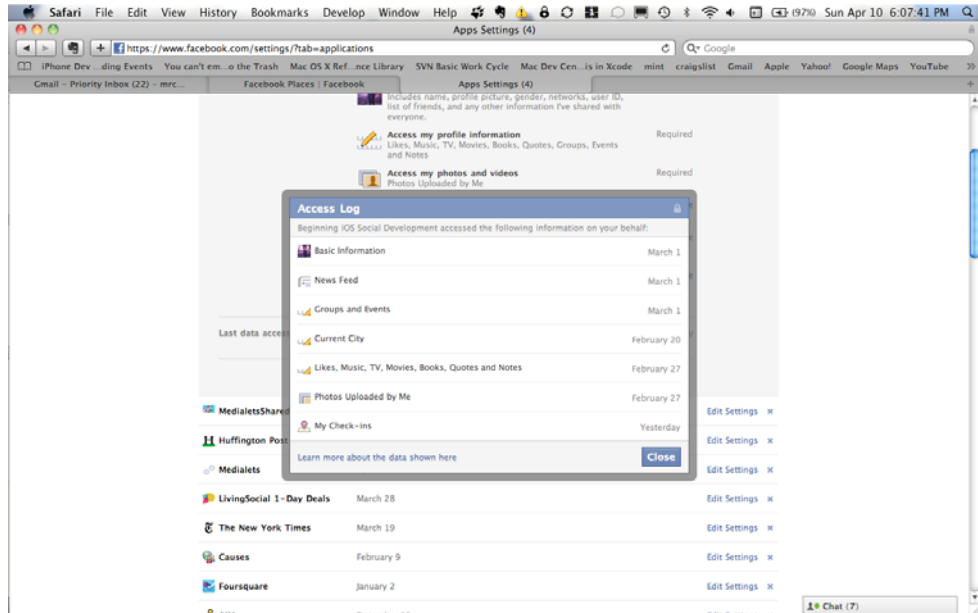 Safari File Edit View History Bookmarks Develop Window Help (97%) Sun Apr 10 6:07:41 PM
Apps Settings (4)
https://www.facebook.com/settings/?tab=applications Google
iPhone Dev ...ding Events You can't em...o the Trash Mac OS X Ref...nce Library SVN Basic Work Cycle Mac Dev Cen...is in Xcode mint craigslist Gmail Apple Yahoo! Google Maps YouTube
Gmail – Priority Inbox (22) – mrc... Facebook Places | Facebook Apps Settings (4)
Includes name, profile picture, gender, networks, user ID,
list of friends, and any other information I've shared with
everyone.
Access my profile information Required
Likes, Music, TV, Movies, Books, Quotes, Groups, Events
and Notes
Access my photos and videos Required
Photos Uploaded by Me
Access Log
Beginning iOS Social Development accessed the following information on your behalf:
Basic Information March 1
News Feed March 1
Groups and Events March 1
Last data access
Current City February 20
Likes, Music, TV, Movies, Books, Quotes and Notes February 27
Photos Uploaded by Me February 27
My Check-ins Yesterday
Learn more about the data shown here Close
MedialetsShared Edit Settings
Huffington Post Edit Settings
Medialets Edit Settings
LivingSocial 1-Day Deals March 28 Edit Settings
The New York Times March 19 Edit Settings
Causes February 9 Edit Settings
Foursquare January 2 Edit Settings
Chat (7)